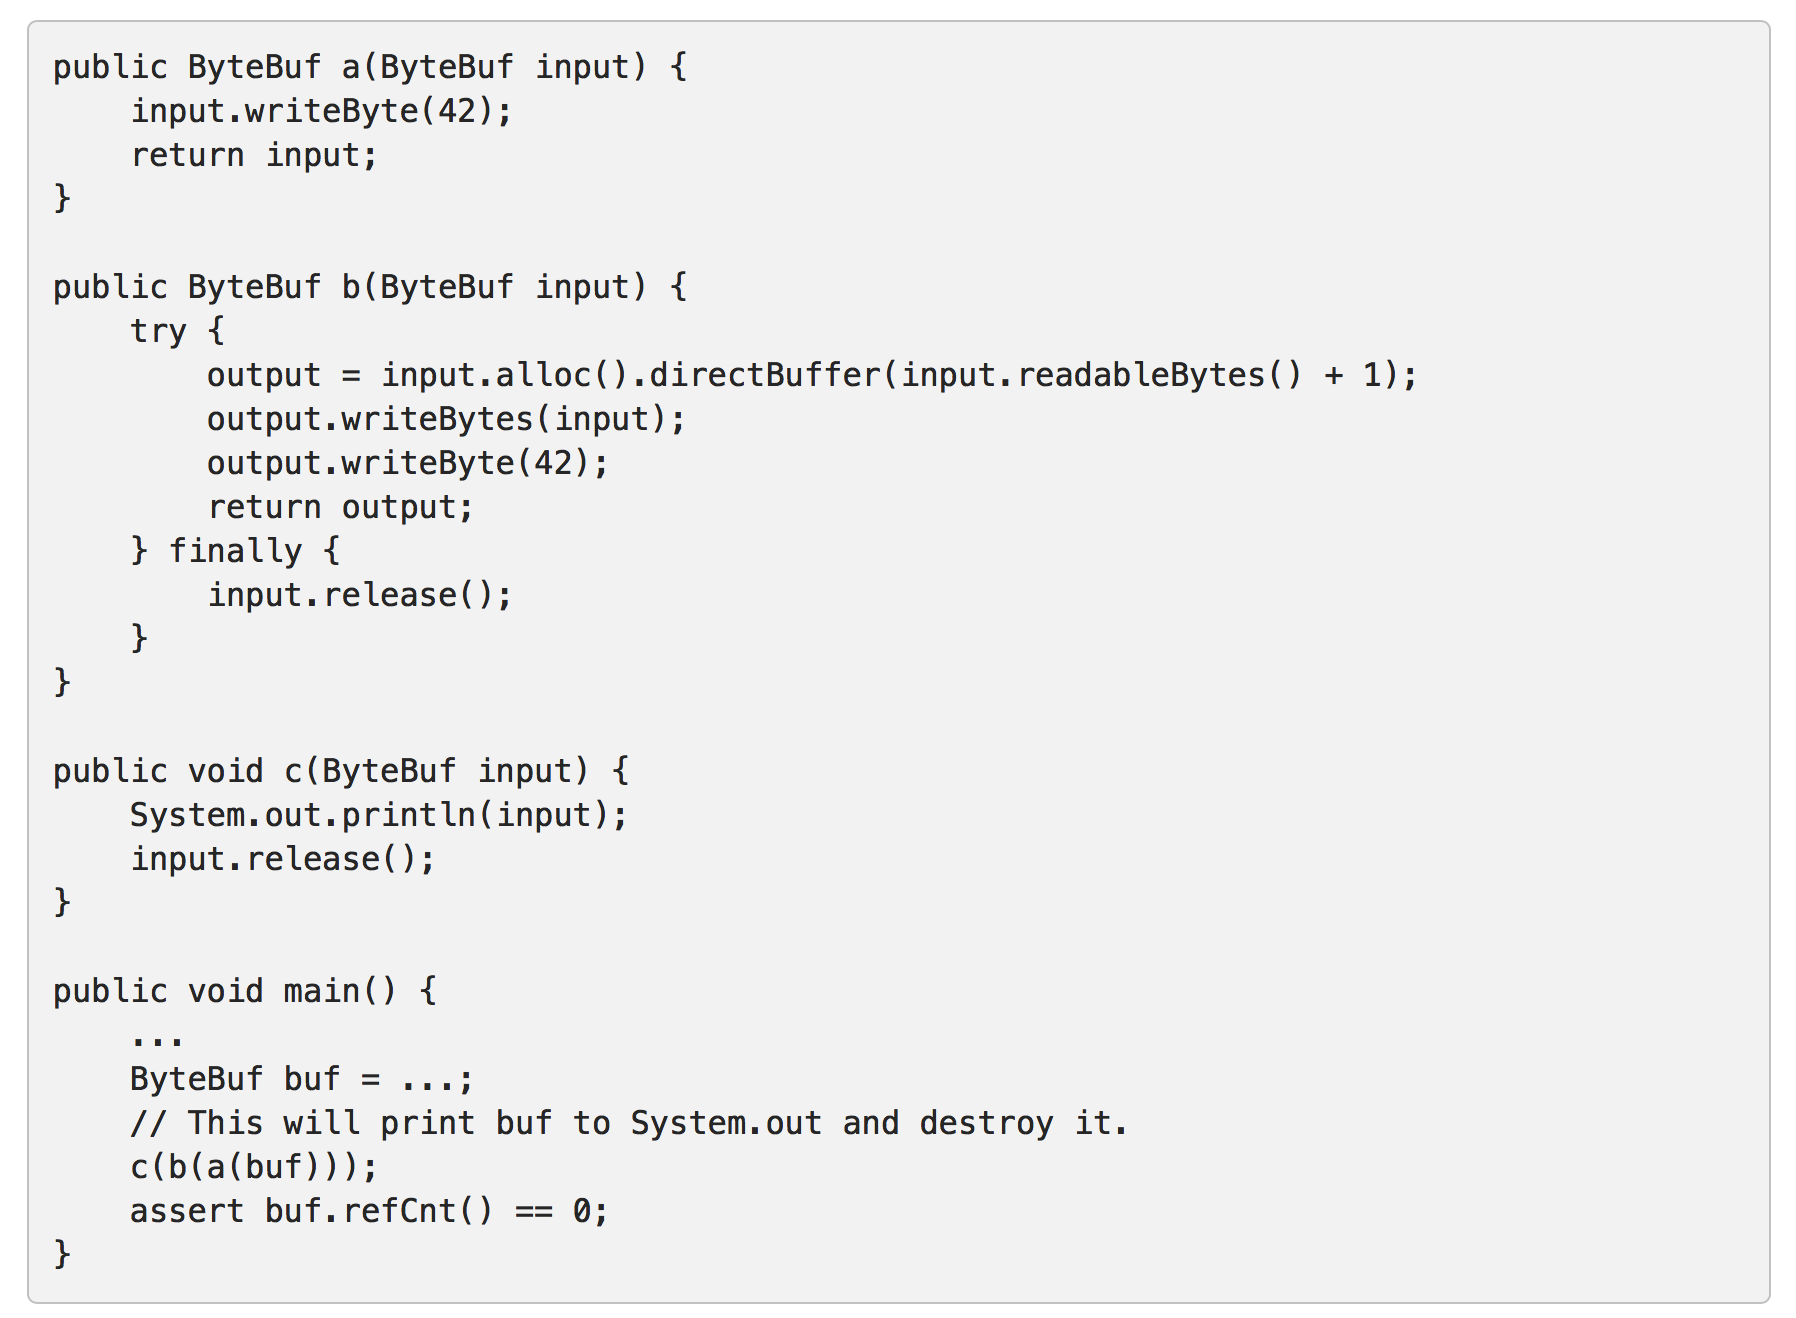 public ByteBuf a(ByteBuf input) {
    input.writeByte(42);
    return input;
}

public ByteBuf b(ByteBuf input) {
    try {
        output = input.alloc().directBuffer(input.readableBytes() + 1);
        output.writeBytes(input);
        output.writeByte(42);
        return output;
    } finally {
        input.release();
    }
}

public void c(ByteBuf input) {
    System.out.println(input);
    input.release();
}

public void main() {
    ...
    ByteBuf buf = ...;
    // This will print buf to System.out and destroy it.
    c(b(a(buf)));
    assert buf.refCnt() == 0;
}